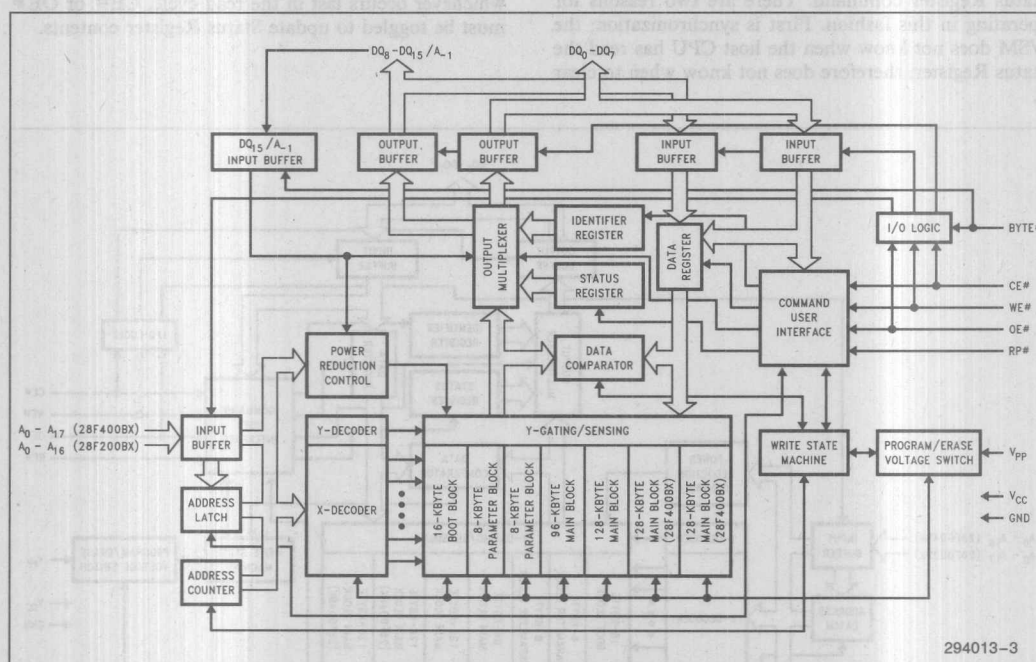 DQ8-DQ15/A-1
DQ0-DQ7
DQ15/A-1
INPUT BUFFER
OUTPUT
BUFFER
OUTPUT
BUFFER
INPUT
BUFFER
INPUT
BUFFER
I/O LOGIC
CE#
WE#
OE#
RP#
OUTPUT
MULTIPLEXER
IDENTIFIER
REGISTER
STATUS
REGISTER
DATA
REGISTER
COMMAND
USER
INTERFACE
POWER
REDUCTION
CONTROL
DATA
COMPARATOR
A0 - A17 (28F400BX)
A0 - A16 (28F200BX)
INPUT
BUFFER
Y-DECODER
Y-GATING/SENSING
WRITE STATE
MACHINE
PROGRAM/ERASE
VOLTAGE SWITCH
VPP
VCC
GND
ADDRESS
LATCH
X-DECODER
16-KBYTE
BOOT BLOCK
8-KBYTE
PARAMETER BLOCK
8-KBYTE
PARAMETER BLOCK
96-KBYTE
MAIN BLOCK
128-KBYTE
MAIN BLOCK
128-KBYTE
MAIN BLOCK
(28F400BX)
128-KBYTE
MAIN BLOCK
(28F400BX)
ADDRESS
COUNTER
294013-3